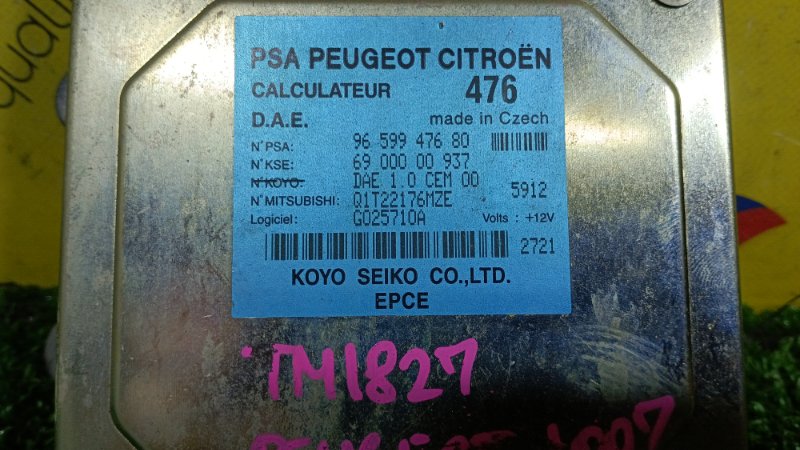 quali
PSA PEUGEOT CITROËN
CALCULATEUR 476
D.A.E. made in Czech
N°PSA: 96 599 476 80
N°KSE: 69 000 00 937
N°KOYO: DAE 1.0 CEM 00 5912
N°MITSUBISHI: Q1T22176MZE
Logiciel: G025710A Volts : +12V
2721
KOYO SEIKO CO.,LTD.
EPCE
TM1827